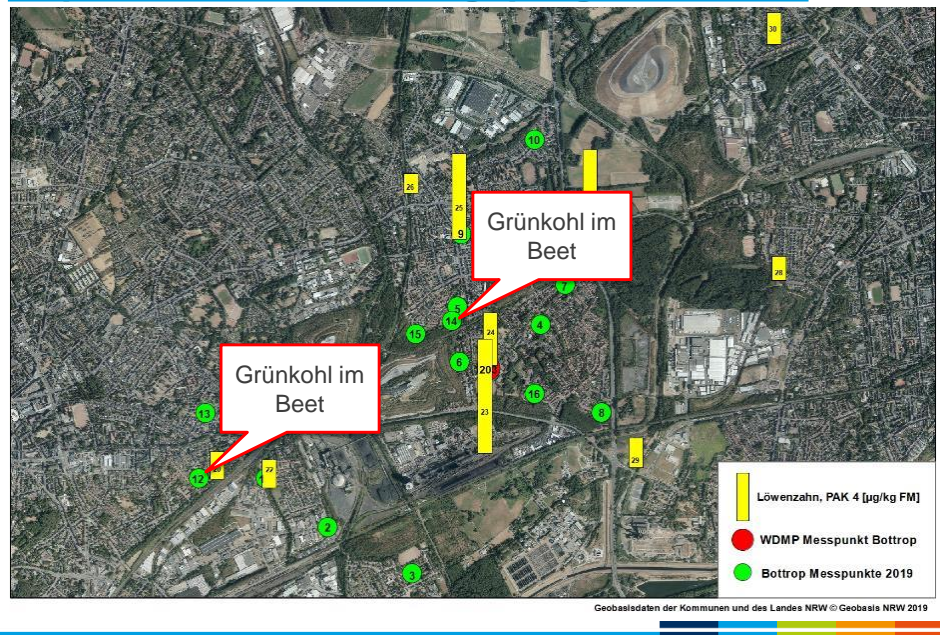 30
10
26
25
Grünkohl im
Beet
9
7
28
5
14
4
24
15
6
20
Grünkohl im
Beet
16
23
13
8
29
22
12
2
3
Löwenzahn, PAK 4 [µg/kg FM]
WDMP Messpunkt Bottrop
Bottrop Messpunkte 2019
Geobasisdaten der Kommunen und des Landes NRW © Geobasis NRW 2019